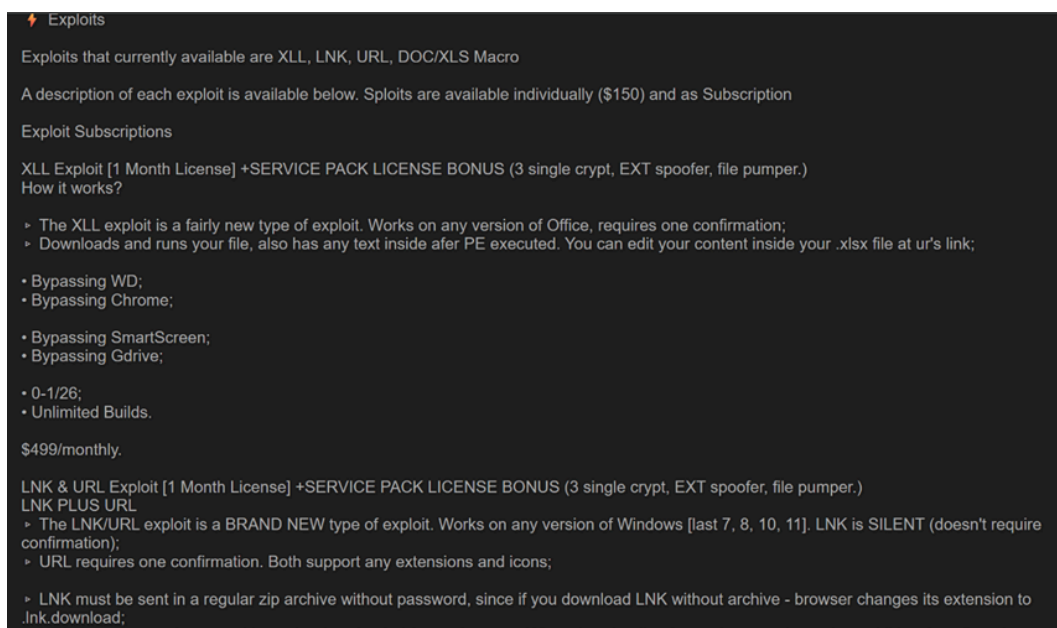 ⚡ Exploits
Exploits that currently available are XLL, LNK, URL, DOC/XLS Macro
A description of each exploit is available below. Sploits are available individually ($150) and as Subscription
Exploit Subscriptions
XLL Exploit [1 Month License] +SERVICE PACK LICENSE BONUS (3 single crypt, EXT spoofer, file pumper.)
How it works?
▹ The XLL exploit is a fairly new type of exploit. Works on any version of Office, requires one confirmation;
▹ Downloads and runs your file, also has any text inside afer PE executed. You can edit your content inside your .xlsx file at ur's link;
• Bypassing WD;
• Bypassing Chrome;
• Bypassing SmartScreen;
• Bypassing Gdrive;
• 0-1/26;
• Unlimited Builds.
$499/monthly.
LNK & URL Exploit [1 Month License] +SERVICE PACK LICENSE BONUS (3 single crypt, EXT spoofer, file pumper.)
LNK PLUS URL
▹ The LNK/URL exploit is a BRAND NEW type of exploit. Works on any version of Windows [last 7, 8, 10, 11]. LNK is SILENT (doesn't require
confirmation);
▹ URL requires one confirmation. Both support any extensions and icons;
▹ LNK must be sent in a regular zip archive without password, since if you download LNK without archive - browser changes its extension to
.lnk.download;